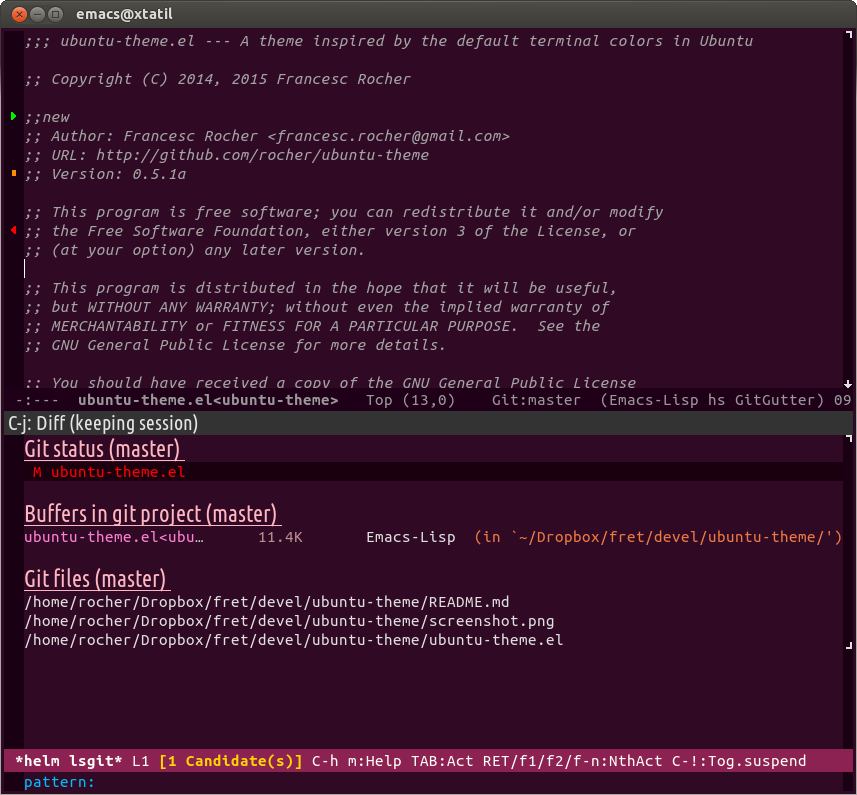 emacs@xtatil
;;; ubuntu-theme.el --- A theme inspired by the default terminal colors in Ubuntu
;; Copyright (C) 2014, 2015 Francesc Rocher
;;new
;; Author: Francesc Rocher <francesc.rocher@gmail.com>
;; URL: http://github.com/rocher/ubuntu-theme
;; Version: 0.5.1a
;; This program is free software; you can redistribute it and/or modify
;; the Free Software Foundation, either version 3 of the License, or
;; (at your option) any later version.
;; This program is distributed in the hope that it will be useful,
;; but WITHOUT ANY WARRANTY; without even the implied warranty of
;; MERCHANTABILITY or FITNESS FOR A PARTICULAR PURPOSE.  See the
;; GNU General Public License for more details.
;; You should have received a copy of the GNU General Public License
-:---  ubuntu-theme.el<ubuntu-theme>   Top (13,0)    Git:master  (Emacs-Lisp hs GitGutter) 09
C-j: Diff (keeping session)
Git status (master)
M ubuntu-theme.el
Buffers in git project (master)
ubuntu-theme.el<ubu…      11.4K       Emacs-Lisp  (in `~/Dropbox/fret/devel/ubuntu-theme/')
Git files (master)
/home/rocher/Dropbox/fret/devel/ubuntu-theme/README.md
/home/rocher/Dropbox/fret/devel/ubuntu-theme/screenshot.png
/home/rocher/Dropbox/fret/devel/ubuntu-theme/ubuntu-theme.el
*helm lsgit* L1 [1 Candidate(s)] C-h m:Help TAB:Act RET/f1/f2/f-n:NthAct C-!:Tog.suspend
pattern: